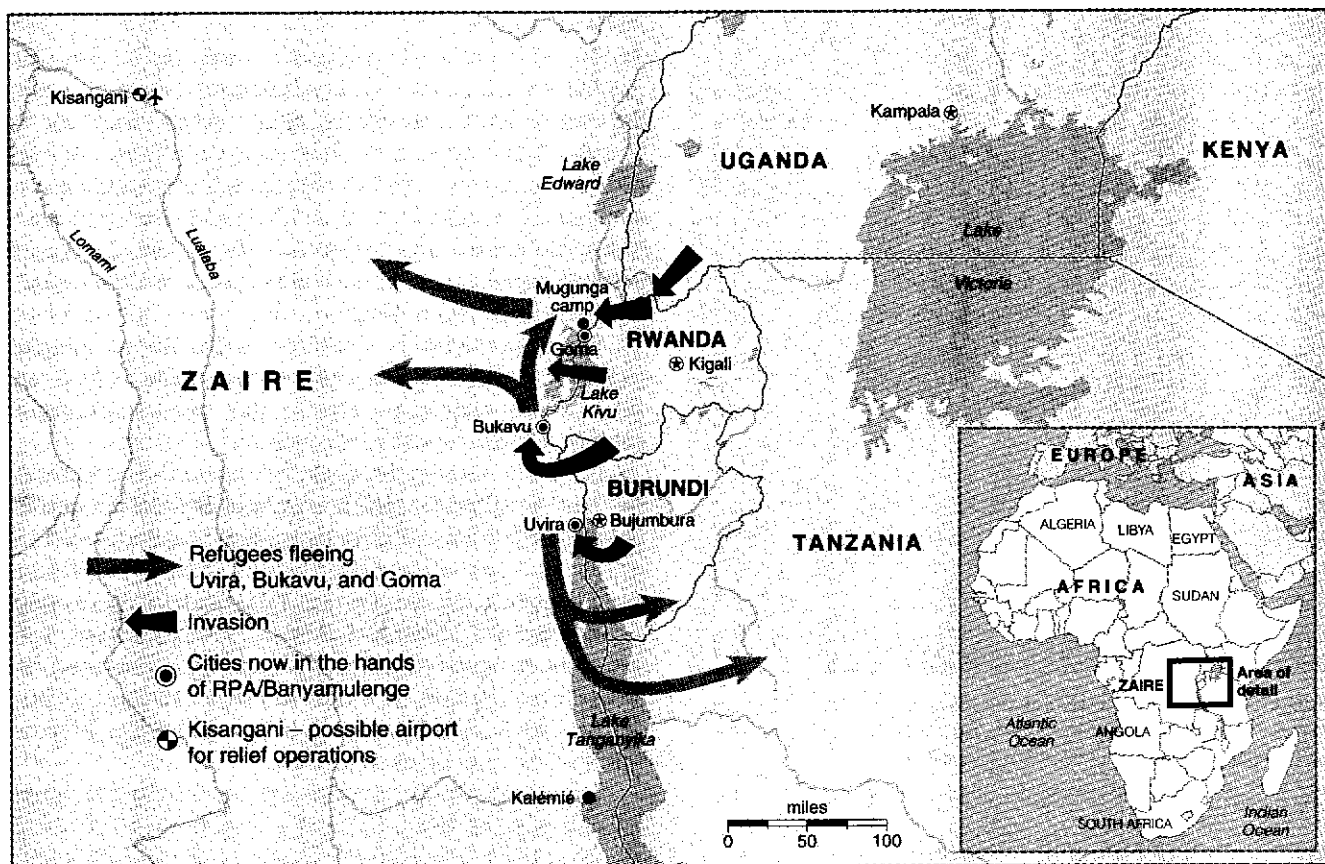 Kisangani
Kampala
Lake
Edward
UGANDA
KENYA
Lomami
Lualaba
Lake
Victoria
Mugunga
camp
Goma
RWANDA
Kigali
ZAIRE
Lake
Kivu
Bukavu
BURUNDI
Uvira
Bujumbura
TANZANIA
Refugees fleeing
Uvira, Bukavu, and Goma
Invasion
Cities now in the hands
of RPA/Banyamulenge
Kisangani – possible airport
for relief operations
Lake
Tanganyika
Kalémié
miles
0 50 100
EUROPE
ASIA
ALGERIA
LIBYA
EGYPT
AFRICA
SUDAN
ZAIRE
Area of
detail
Atlantic
Ocean
ANGOLA
SOUTH AFRICA
Indian
Ocean